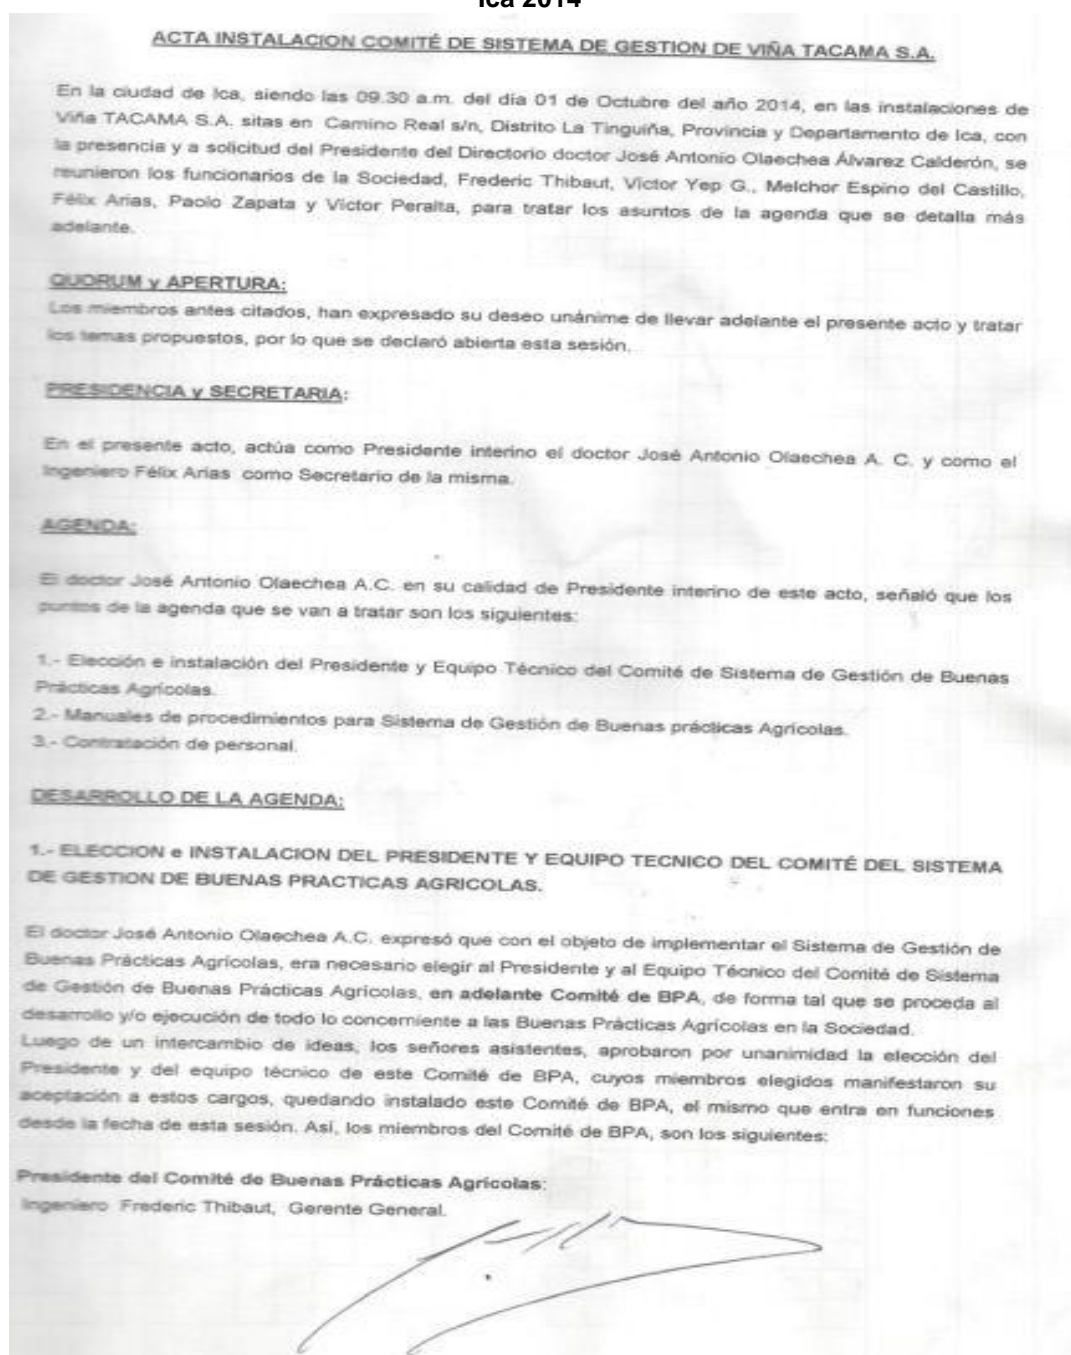 Ica 2014
ACTA INSTALACION COMITÉ DE SISTEMA DE GESTION DE VIÑA TACAMA S.A.
En la ciudad de Ica, siendo las 09.30 a.m. del día 01 de Octubre del año 2014, en las instalaciones de
Viña TACAMA S.A. sitas en Camino Real s/n, Distrito La Tinguiña, Provincia y Departamento de Ica, con
la presencia y a solicitud del Presidente del Directorio doctor José Antonio Olaechea Álvarez Calderón, se
reunieron los funcionarios de la Sociedad, Frederic Thibaut, Victor Yep G., Melchor Espino del Castillo,
Félix Arias, Paolo Zapata y Victor Peralta, para tratar los asuntos de la agenda que se detalla más
adelante.
QUORUM y APERTURA:
Los miembros antes citados, han expresado su deseo unánime de llevar adelante el presente acto y tratar
los temas propuestos, por lo que se declaró abierta esta sesión.
PRESIDENCIA y SECRETARIA:
En el presente acto, actúa como Presidente interino el doctor José Antonio Olaechea A. C. y como el
Ingeniero Félix Arias como Secretario de la misma.
AGENDA:
El doctor José Antonio Olaechea A.C. en su calidad de Presidente interino de este acto, señaló que los
puntos de la agenda que se van a tratar son los siguientes:
1.- Elección e instalación del Presidente y Equipo Técnico del Comité de Sistema de Gestión de Buenas
Prácticas Agrícolas.
2.- Manuales de procedimientos para Sistema de Gestión de Buenas prácticas Agrícolas.
3.- Contratación de personal.
DESARROLLO DE LA AGENDA:
1.- ELECCION e INSTALACION DEL PRESIDENTE Y EQUIPO TECNICO DEL COMITÉ DEL SISTEMA
DE GESTION DE BUENAS PRACTICAS AGRICOLAS.
El doctor José Antonio Olaechea A.C. expresó que con el objeto de implementar el Sistema de Gestión de
Buenas Prácticas Agrícolas, era necesario elegir al Presidente y al Equipo Técnico del Comité de Sistema
de Gestión de Buenas Prácticas Agrícolas, en adelante Comité de BPA, de forma tal que se proceda al
desarrollo y/o ejecución de todo lo concerniente a las Buenas Prácticas Agrícolas en la Sociedad.
Luego de un intercambio de ideas, los señores asistentes, aprobaron por unanimidad la elección del
Presidente y del equipo técnico de este Comité de BPA, cuyos miembros elegidos manifestaron su
aceptación a estos cargos, quedando instalado este Comité de BPA, el mismo que entra en funciones
desde la fecha de esta sesión. Así, los miembros del Comité de BPA, son los siguientes:
Presidente del Comité de Buenas Prácticas Agrícolas:
Ingeniero Frederic Thibaut, Gerente General.